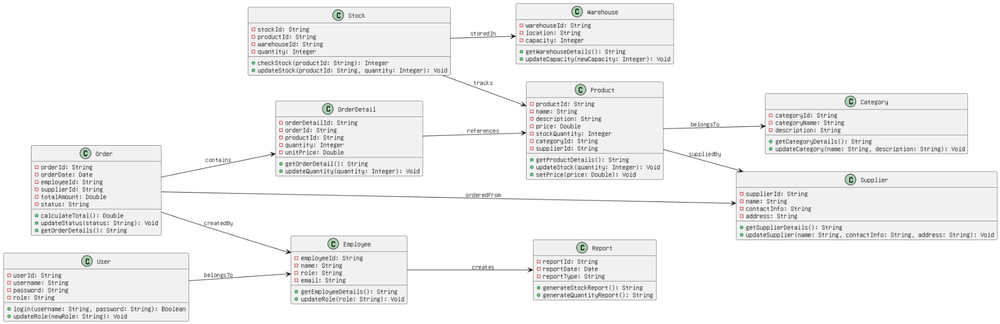 C Stock
stockId: String
productId: String
warehouseId: String
quantity: Integer
checkStock(productId: String): Integer
updateStock(productId: String, quantity: Integer): Void
storedIn
C Warehouse
warehouseId: String
location: String
capacity: Integer
getWarehouseDetails(): String
updateCapacity(newCapacity: Integer): Void
tracks
C Product
productId: String
name: String
description: String
price: Double
stockQuantity: Integer
categoryId: String
supplierId: String
getProductDetails(): String
updateStock(quantity: Integer): Void
setPrice(price: Double): Void
belongsTo
C Category
categoryId: String
categoryName: String
description: String
getCategoryDetails(): String
updateCategory(name: String, description: String): Void
C OrderDetail
orderDetailId: String
orderId: String
productId: String
quantity: Integer
unitPrice: Double
getOrderDetail(): String
updateQuantity(quantity: Integer): Void
references
suppliedBy
C Order
orderId: String
orderDate: Date
employeeId: String
supplierId: String
totalAmount: Double
status: String
calculateTotal(): Double
updateStatus(status: String): Void
getOrderDetails(): String
contains
orderedFrom
createdBy
C Supplier
supplierId: String
name: String
contactInfo: String
address: String
getSupplierDetails(): String
updateSupplier(name: String, contactInfo: String, address: String): Void
C User
userId: String
username: String
password: String
role: String
login(username: String, password: String): Boolean
updateRole(newRole: String): Void
belongsTo
C Employee
employeeId: String
name: String
role: String
email: String
getEmployeeDetails(): String
updateRole(role: String): Void
creates
C Report
reportId: String
reportDate: Date
reportType: String
generateStockReport(): String
generateQuantityReport(): String